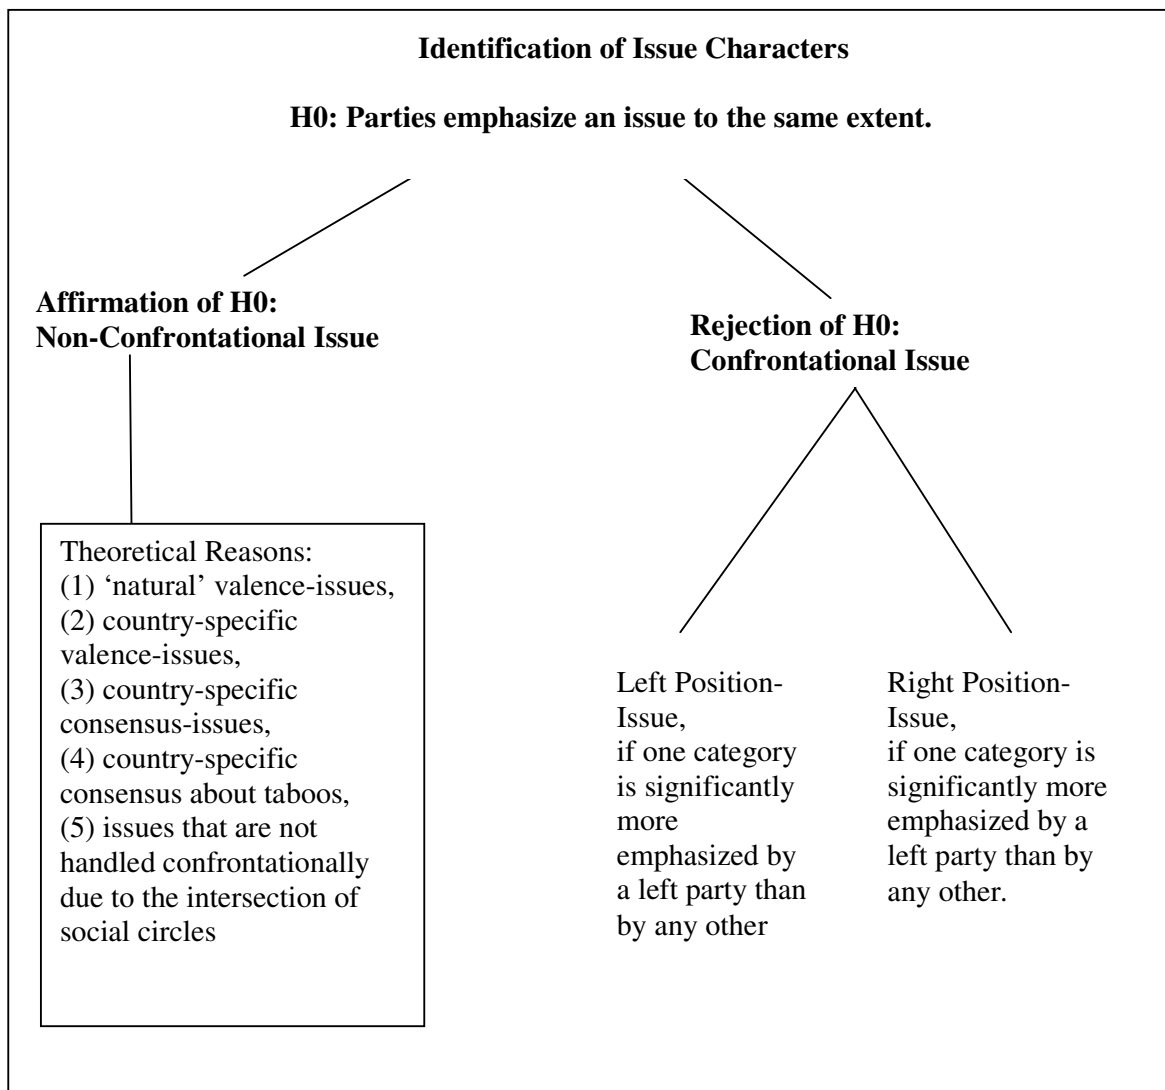 Identification of Issue Characters
H0: Parties emphasize an issue to the same extent.
Affirmation of H0:
Non-Confrontational Issue
Rejection of H0:
Confrontational Issue
Theoretical Reasons:
(1) ‘natural’ valence-issues,
(2) country-specific
valence-issues,
(3) country-specific
consensus-issues,
(4) country-specific
consensus about taboos,
(5) issues that are not
handled confrontationally
due to the intersection of
social circles
Left Position-
Issue,
if one category
is significantly
more
emphasized by
a left party than
by any other
Right Position-
Issue,
if one category is
significantly more
emphasized by a
left party than by
any other.